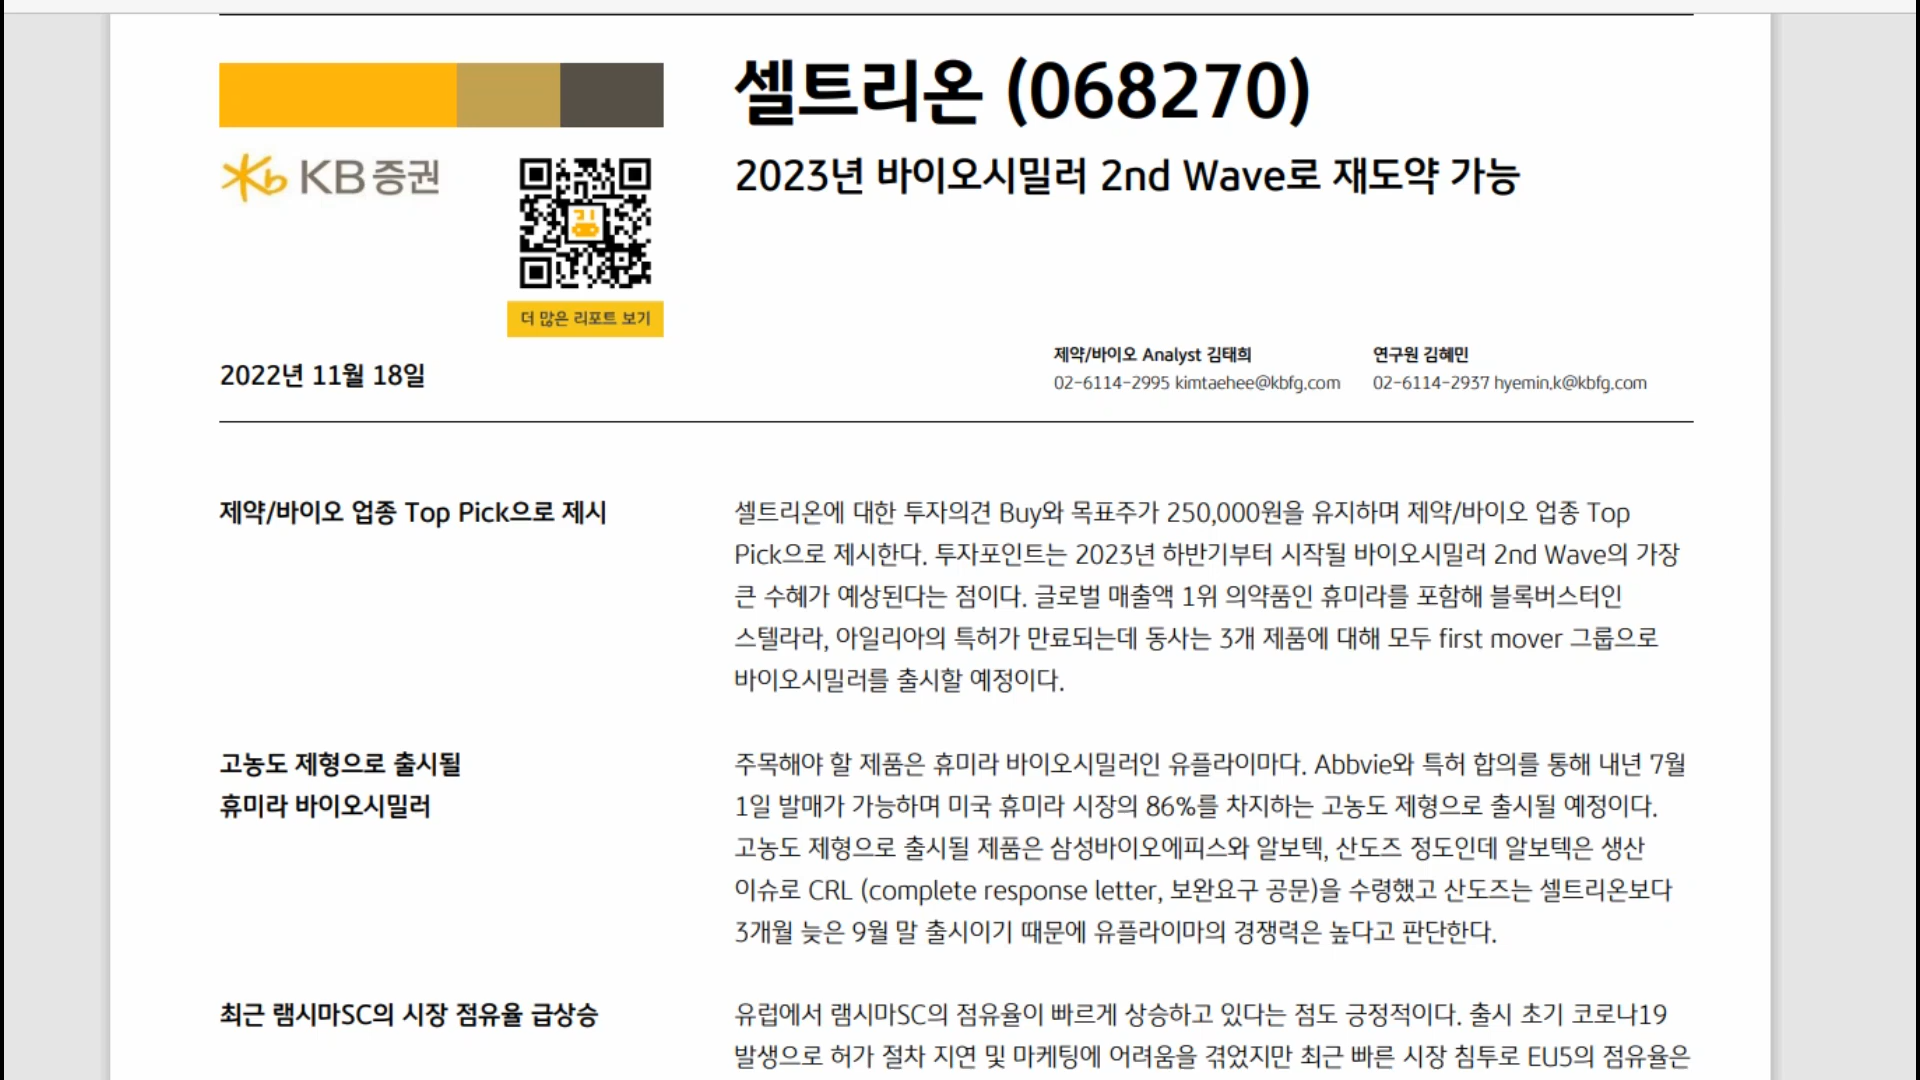 셀트리온 (068270)
2023년 바이오시밀러 2nd Wave로 재도약 가능
KB 증권
더 많은 리포트 보기
2022년 11월 18일
제약/바이오 Analyst 김태희
02-6114-2995 kimtaehee@kbfg.com
연구원 김혜민
02-6114-2937 hyemin.k@kbfg.com
제약/바이오 업종 Top Pick으로 제시
셀트리온에 대한 투자의견 Buy와 목표주가 250,000원을 유지하며 제약/바이오 업종 Top
Pick으로 제시한다. 투자포인트는 2023년 하반기부터 시작될 바이오시밀러 2nd Wave의 가장
큰 수혜가 예상된다는 점이다. 글로벌 매출액 1위 의약품인 휴미라를 포함해 블록버스터인
스텔라라, 아일리아의 특허가 만료되는데 동사는 3개 제품에 대해 모두 first mover 그룹으로
바이오시밀러를 출시할 예정이다.
고농도 제형으로 출시될
휴미라 바이오시밀러
주목해야 할 제품은 휴미라 바이오시밀러인 유플라이마다. Abbvie와 특허 합의를 통해 내년 7월
1일 발매가 가능하며 미국 휴미라 시장의 86%를 차지하는 고농도 제형으로 출시될 예정이다.
고농도 제형으로 출시될 제품은 삼성바이오에피스와 알보텍, 산도즈 정도인데 알보텍은 생산
이슈로 CRL (complete response letter, 보완요구 공문)을 수령했고 산도즈는 셀트리온보다
3개월 늦은 9월 말 출시이기 때문에 유플라이마의 경쟁력은 높다고 판단한다.
최근 램시마SC의 시장 점유율 급상승
유럽에서 램시마SC의 점유율이 빠르게 상승하고 있다는 점도 긍정적이다. 출시 초기 코로나19
발생으로 허가 절차 지연 및 마케팅에 어려움을 겪었지만 최근 빠른 시장 침투로 EU5의 점유율은